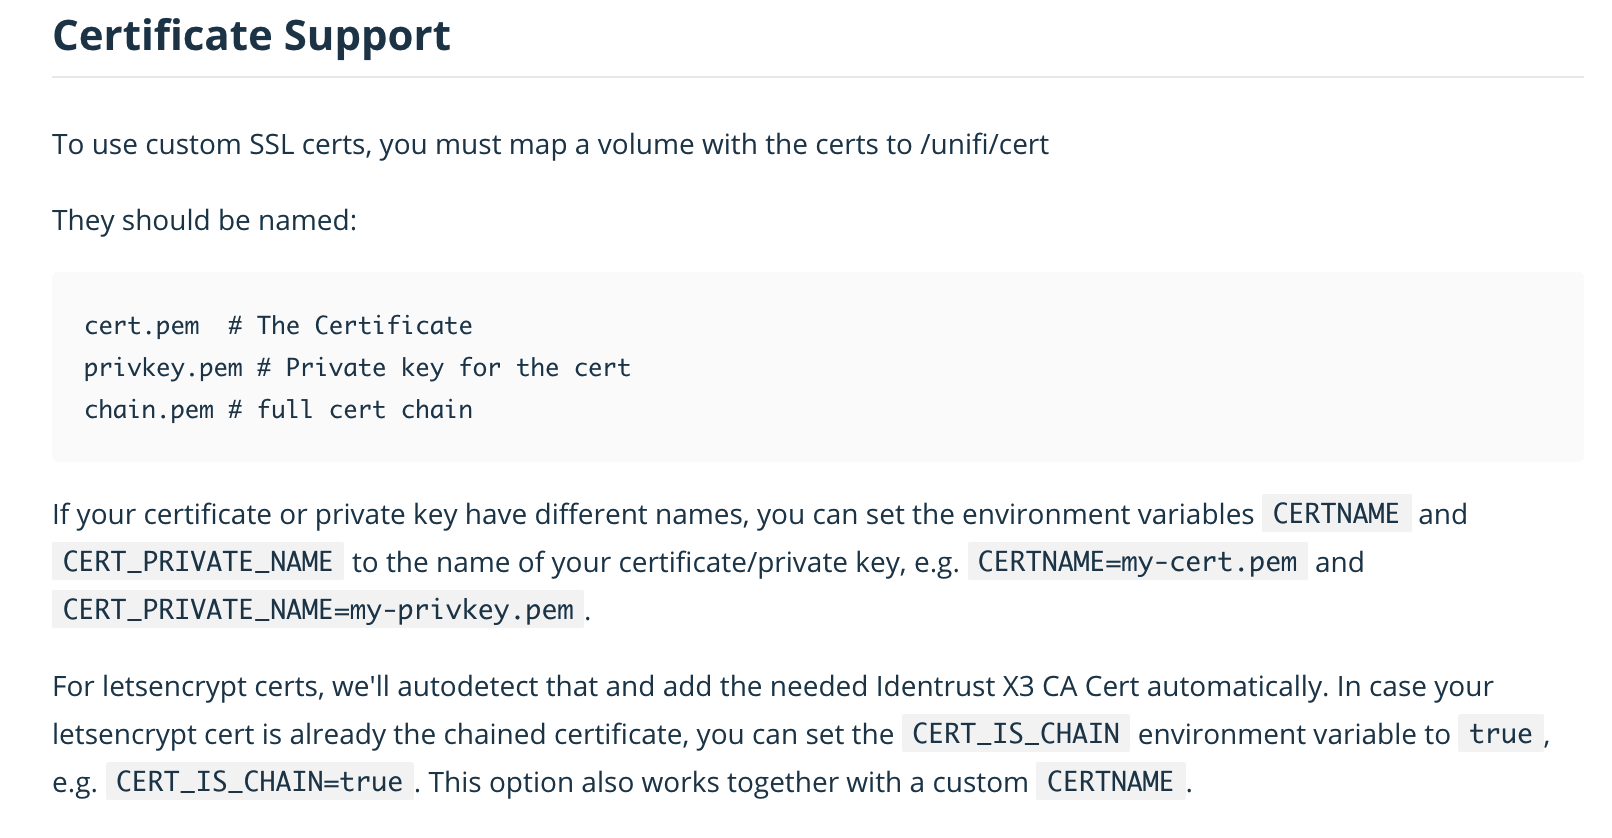 Certificate Support
To use custom SSL certs, you must map a volume with the certs to /unifi/cert
They should be named:
cert.pem  # The Certificate
privkey.pem # Private key for the cert
chain.pem # full cert chain
If your certificate or private key have different names, you can set the environment variables CERTNAME and
CERT_PRIVATE_NAME to the name of your certificate/private key, e.g. CERTNAME=my-cert.pem and
CERT_PRIVATE_NAME=my-privkey.pem.
For letsencrypt certs, we'll autodetect that and add the needed Identrust X3 CA Cert automatically. In case your
letsencrypt cert is already the chained certificate, you can set the CERT_IS_CHAIN environment variable to true,
e.g. CERT_IS_CHAIN=true. This option also works together with a custom CERTNAME.